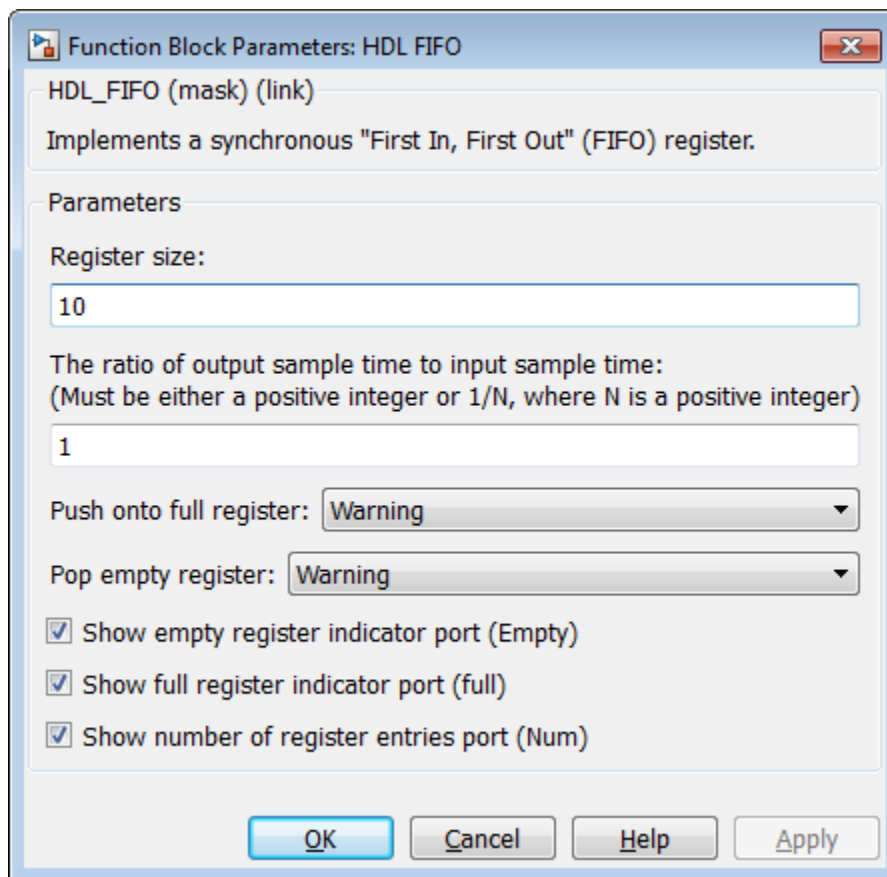 Function Block Parameters: HDL FIFO
HDL_FIFO (mask) (link)
Implements a synchronous "First In, First Out" (FIFO) register.
Parameters
Register size:
10
The ratio of output sample time to input sample time:
(Must be either a positive integer or 1/N, where N is a positive integer)
1
Push onto full register: Warning
Pop empty register: Warning
Show empty register indicator port (Empty)
Show full register indicator port (full)
Show number of register entries port (Num)
OK Cancel Help Apply